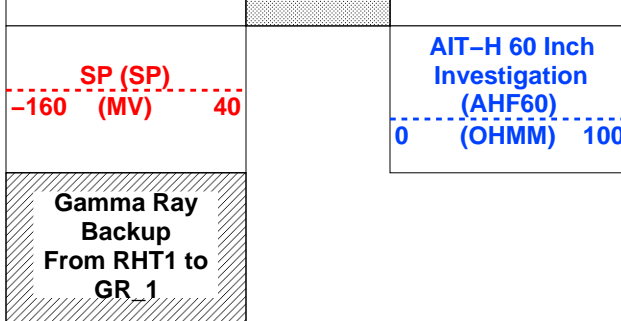 SP (SP)
−160 (MV) 40
AIT−H 60 Inch
Investigation
(AHF60)
0 (OHMM) 100
Gamma Ray
Backup
From RHT1 to
GR_1